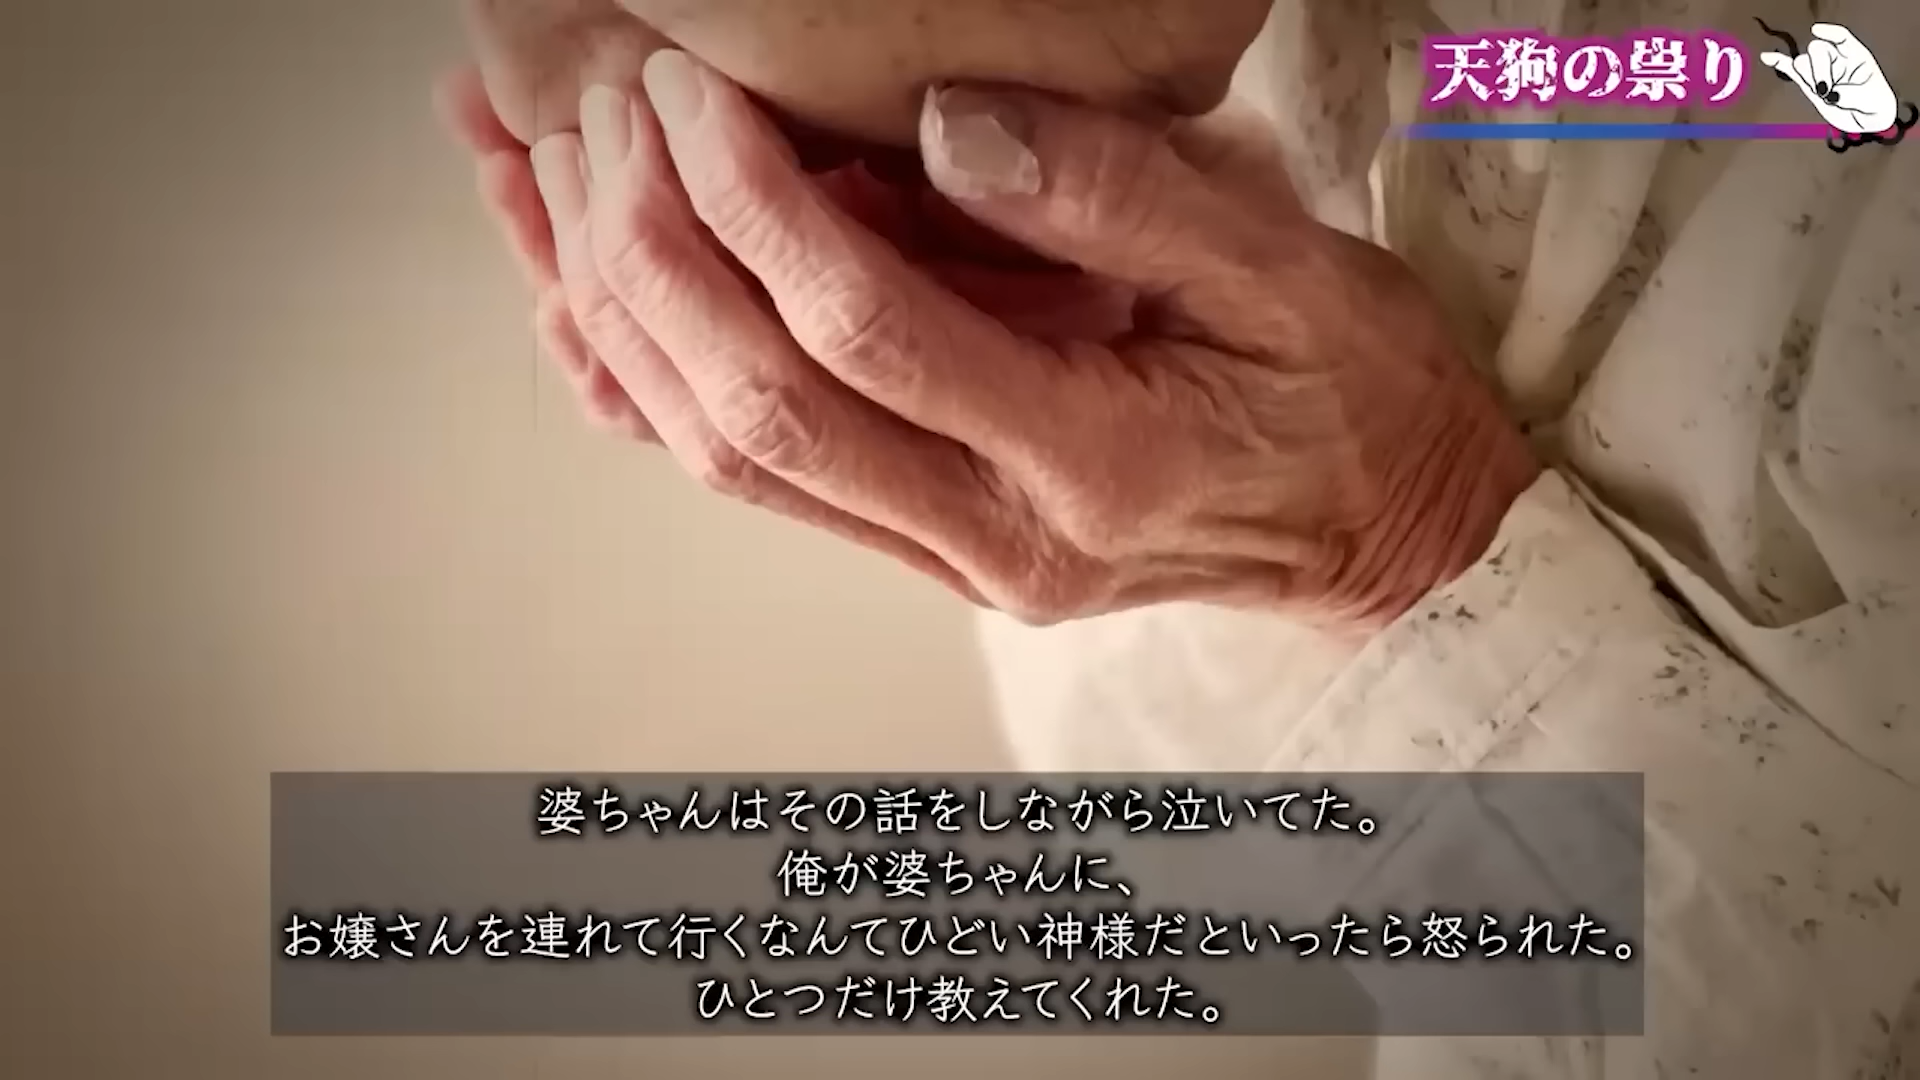 天狗の祟り
婆ちゃんはその話をしながら泣いてた。
俺が婆ちゃんに、
お嬢さんを連れて行くなんてひどい神様だといったら怒られた。
ひとつだけ教えてくれた。